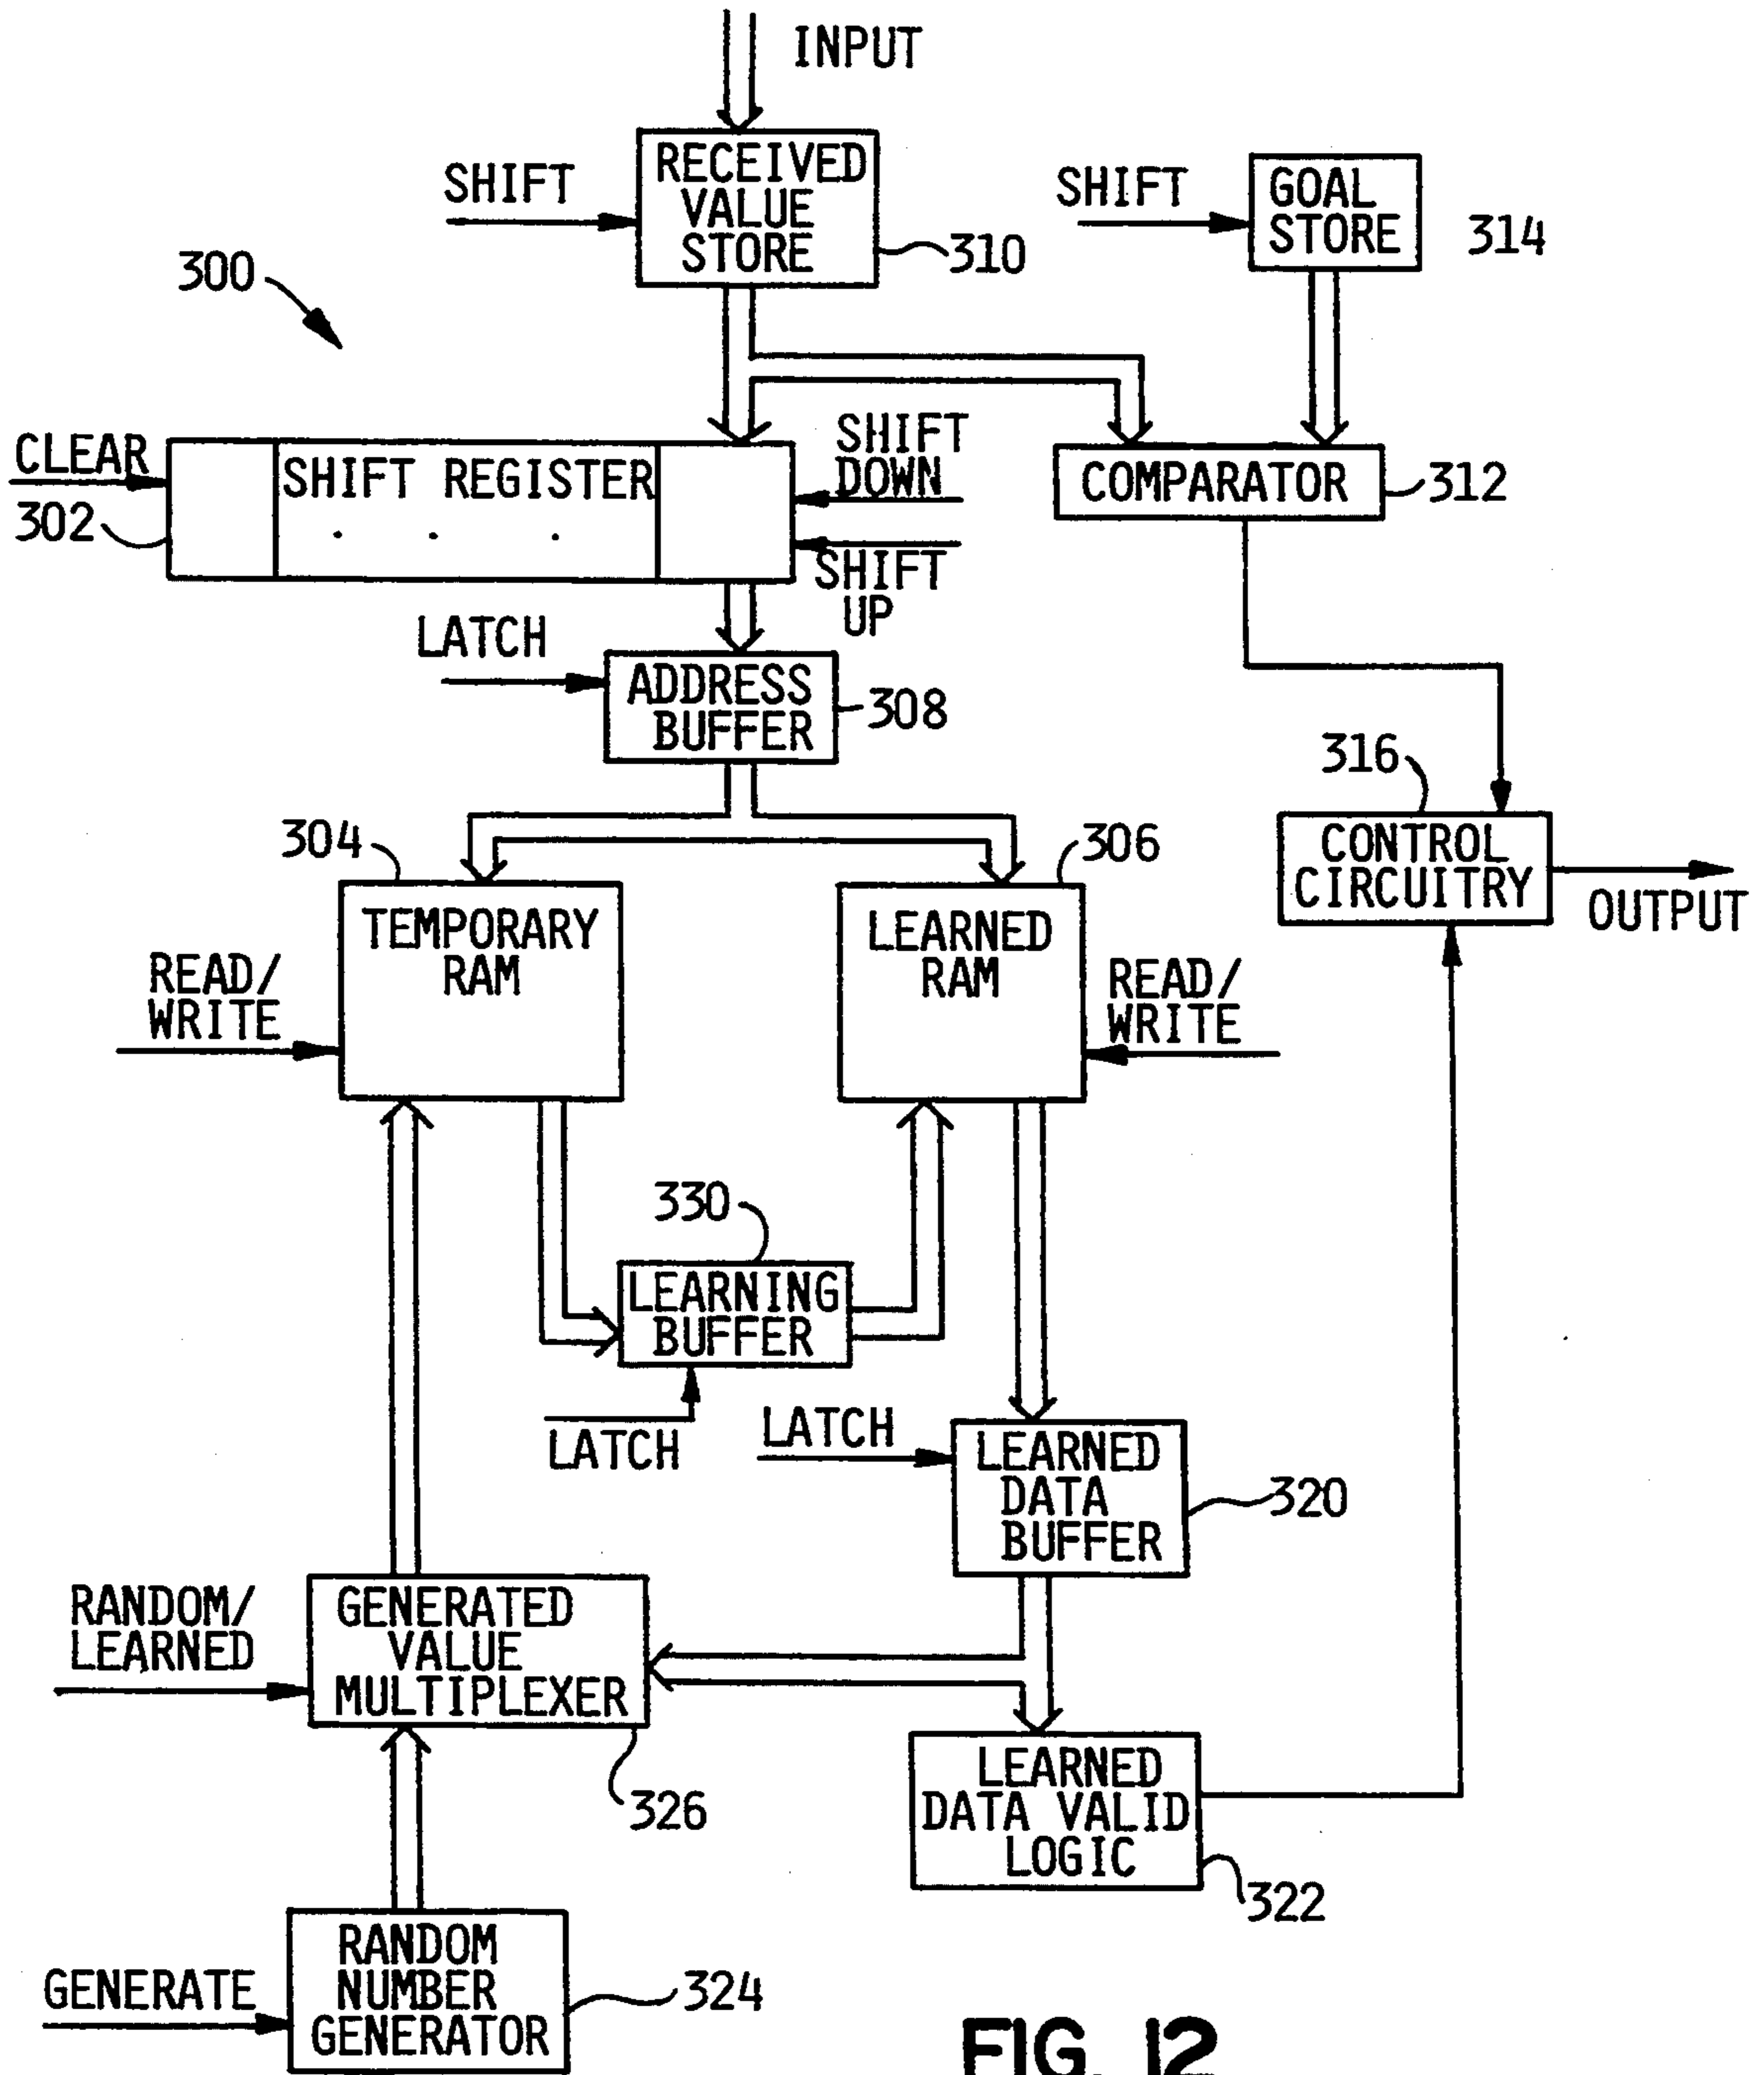 INPUT
RECEIVED
VALUE
STORE
SHIFT
310
SHIFT
GOAL
STORE
314
300
CLEAR
302
SHIFT REGISTER
. . .
SHIFT
DOWN
SHIFT
UP
COMPARATOR
312
LATCH
ADDRESS
BUFFER
308
316
CONTROL
CIRCUITRY
OUTPUT
304
TEMPORARY
RAM
READ/
WRITE
306
LEARNED
RAM
READ/
WRITE
330
LEARNING
BUFFER
LATCH
LATCH
LEARNED
DATA
BUFFER
320
RANDOM/
LEARNED
GENERATED
VALUE
MULTIPLEXER
326
LEARNED
DATA VALID
LOGIC
322
GENERATE
RANDOM
NUMBER
GENERATOR
324
FIG. 12